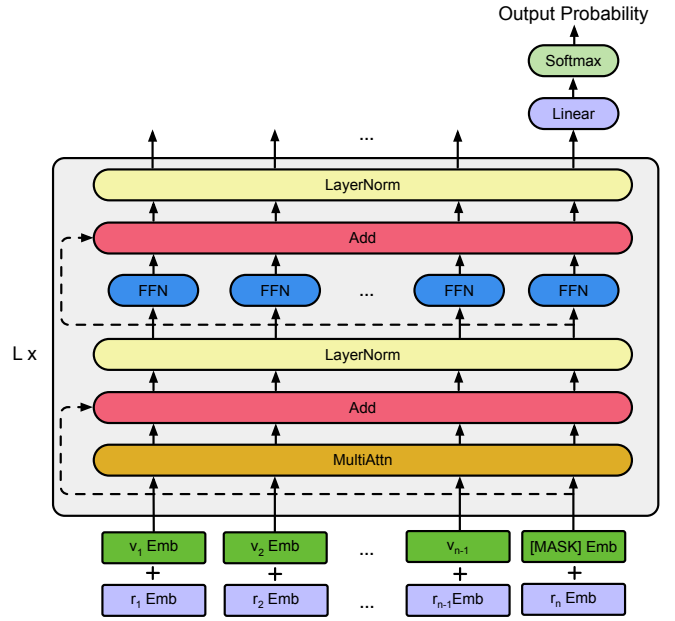 Output Probability
Softmax
Linear
...
LayerNorm
Add
FFN FFN ... FFN FFN
L x
LayerNorm
Add
MultiAttn
v1 Emb v2 Emb ... vn-1 [MASK] Emb
+ + + +
r1 Emb r2 Emb ... rn-1Emb rn Emb